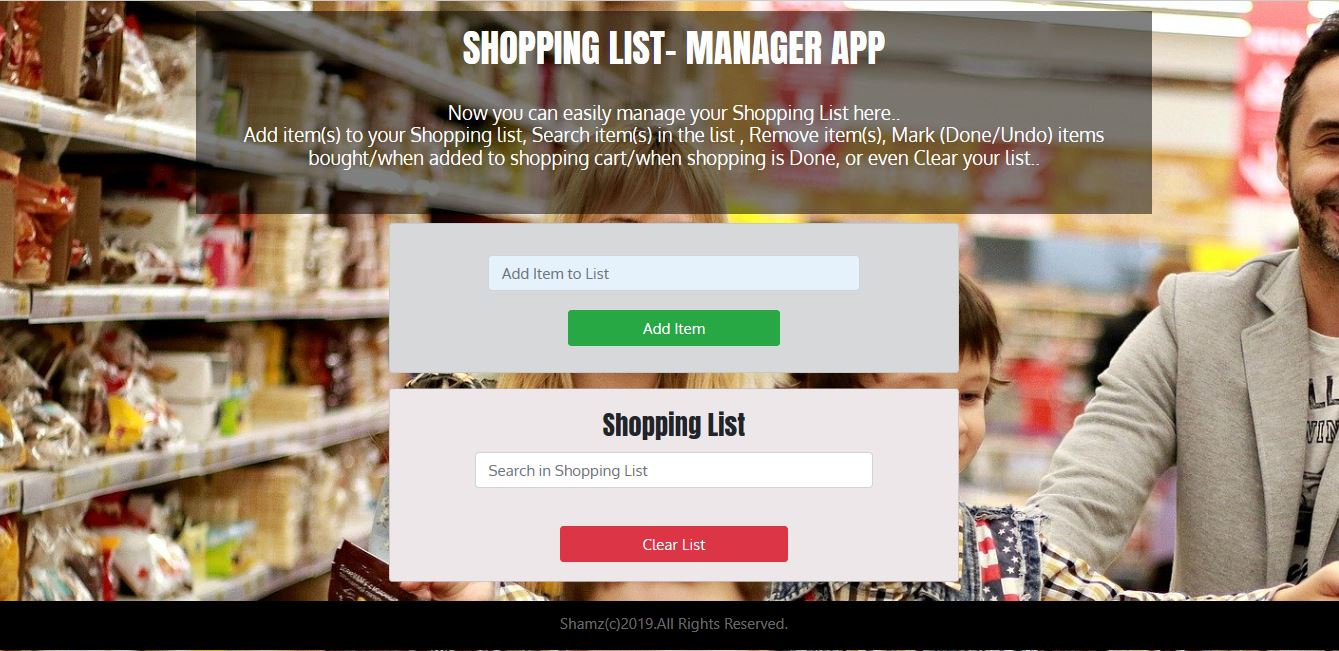 SHOPPING LIST- MANAGER APP
Now you can easily manage your Shopping List here..
Add item(s) to your Shopping list, Search item(s) in the list , Remove item(s), Mark (Done/Undo) items
bought/when added to shopping cart/when shopping is Done, or even Clear your list..
Add Item to List
Add Item
Shopping List
Search in Shopping List
Clear List
Shamz(c)2019.All Rights Reserved.